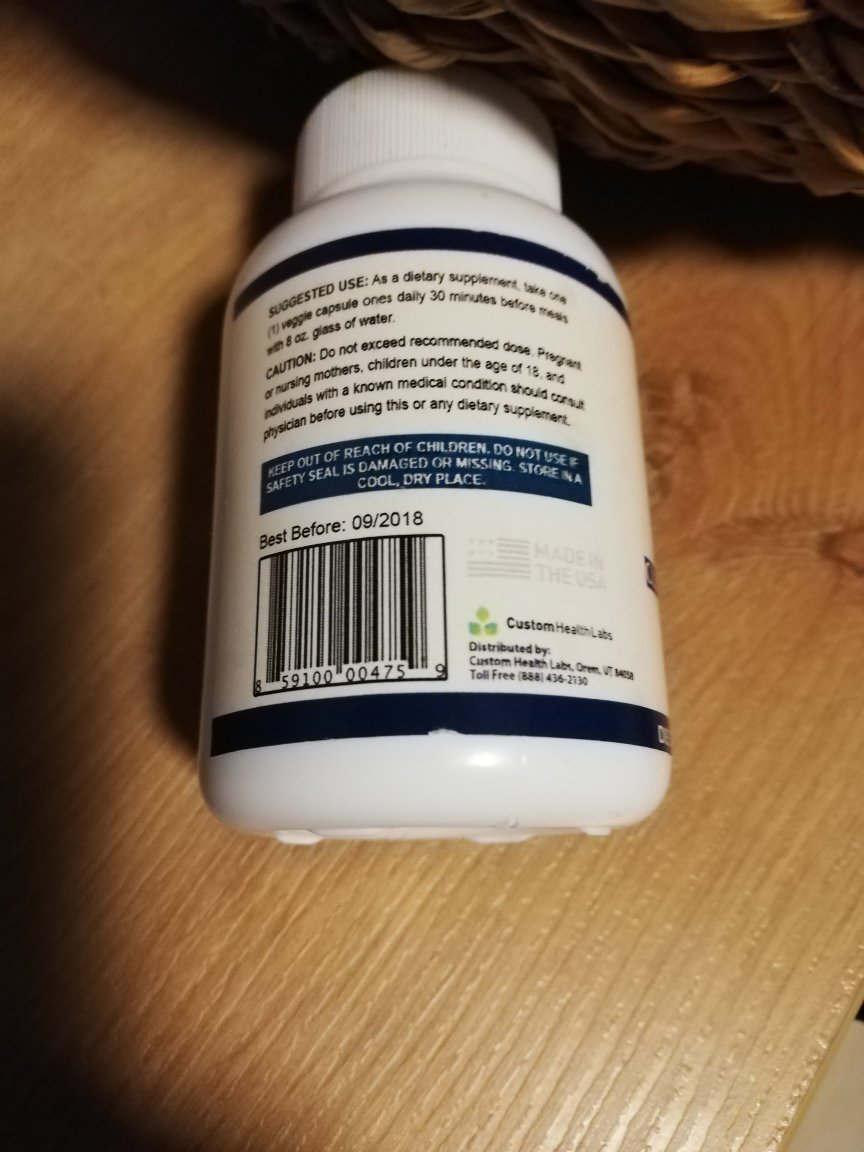 SUGGESTED USE: As a dietary supplement, take one
(1) veggie capsule ones daily 30 minutes before meals
with 8 oz. glass of water.
CAUTION: Do not exceed recommended dose. Pregnant
or nursing mothers, children under the age of 18, and
individuals with a known medical condition should consult
physician before using this or any dietary supplement.
KEEP OUT OF REACH OF CHILDREN. DO NOT USE IF
SAFETY SEAL IS DAMAGED OR MISSING. STORE IN A
COOL, DRY PLACE.
Best Before: 09/2018
8 59100 00475 9
MADE IN
THE USA
CustomHealthLabs
Distributed by:
Custom Health Labs, Orem, UT 84058
Toll Free (888) 436-2130